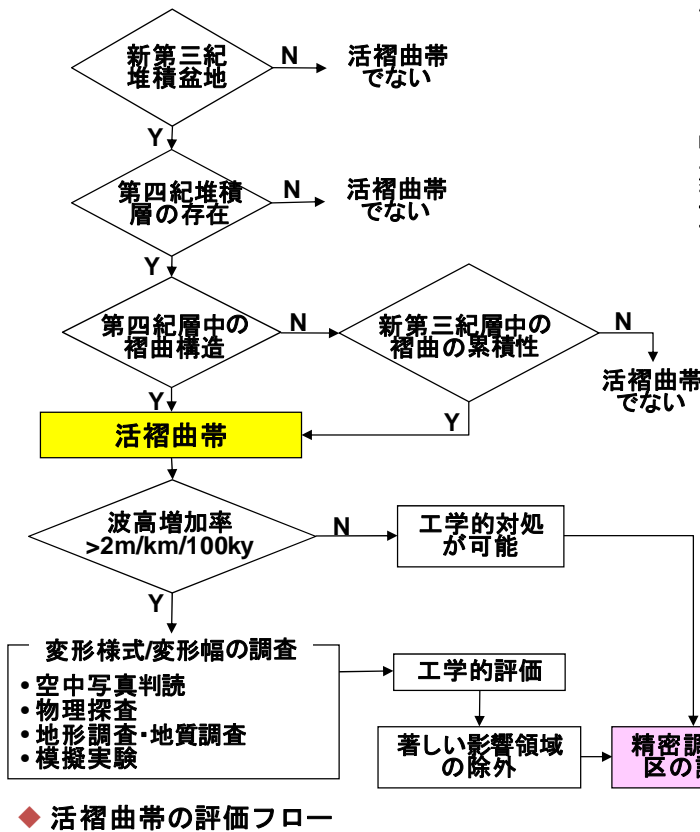 新第三紀
堆積盆地
N
活褶曲帯
でない
Y
第四紀堆積
層の存在
N
活褶曲帯
でない
Y
第四紀層中の
褶曲構造
N
新第三紀層中の
褶曲の累積性
N
活褶曲帯
でない
Y
Y
活褶曲帯
波高増加率
>2m/km/100ky
N
工学的対処
が可能
Y
変形様式/変形幅の調査
•空中写真判読
•物理探査
•地形調査・地質調査
•模擬実験
工学的評価
著しい影響領域
の除外
精密調
区の
◆ 活褶曲帯の評価フロー